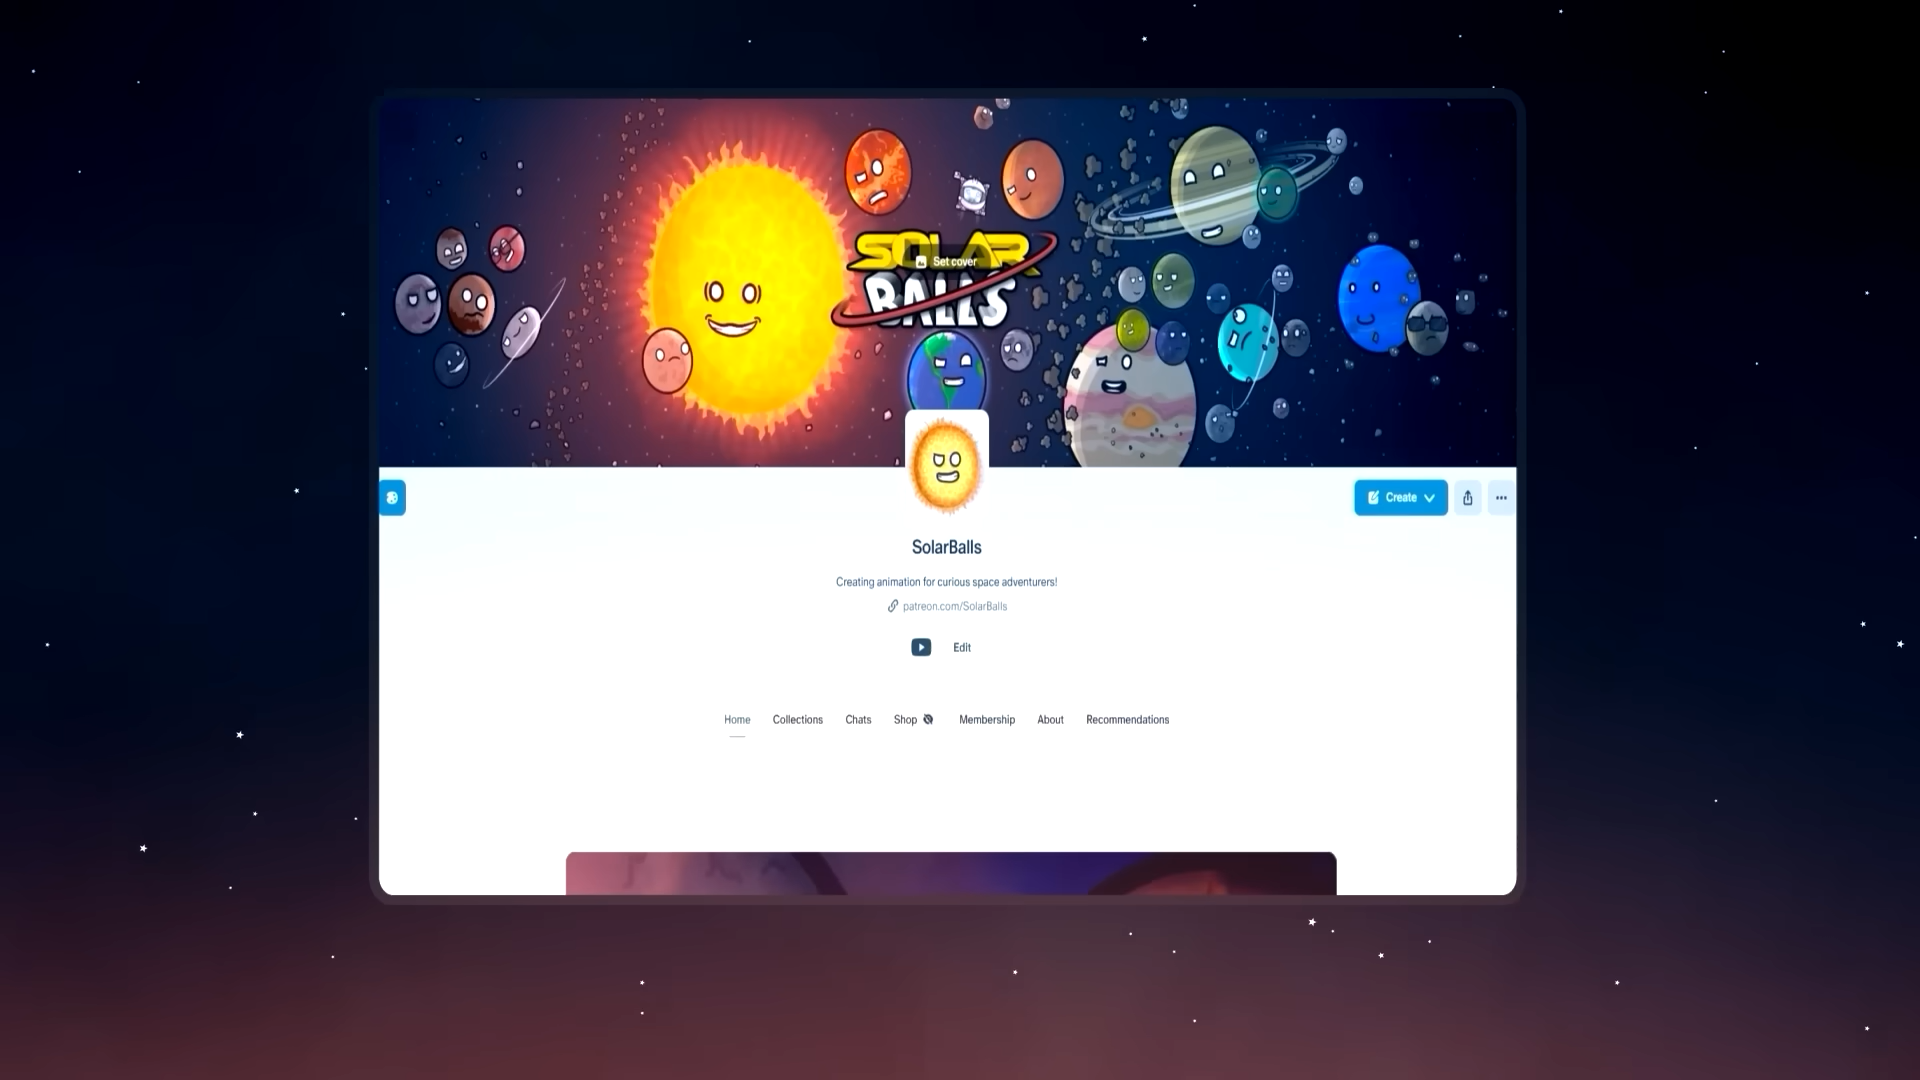 SOLAR
Set cover
BALLS
Create
SolarBalls
Creating animation for curious space adventurers!
patreon.com/SolarBalls
Edit
Home Collections Chats Shop Membership About Recommendations